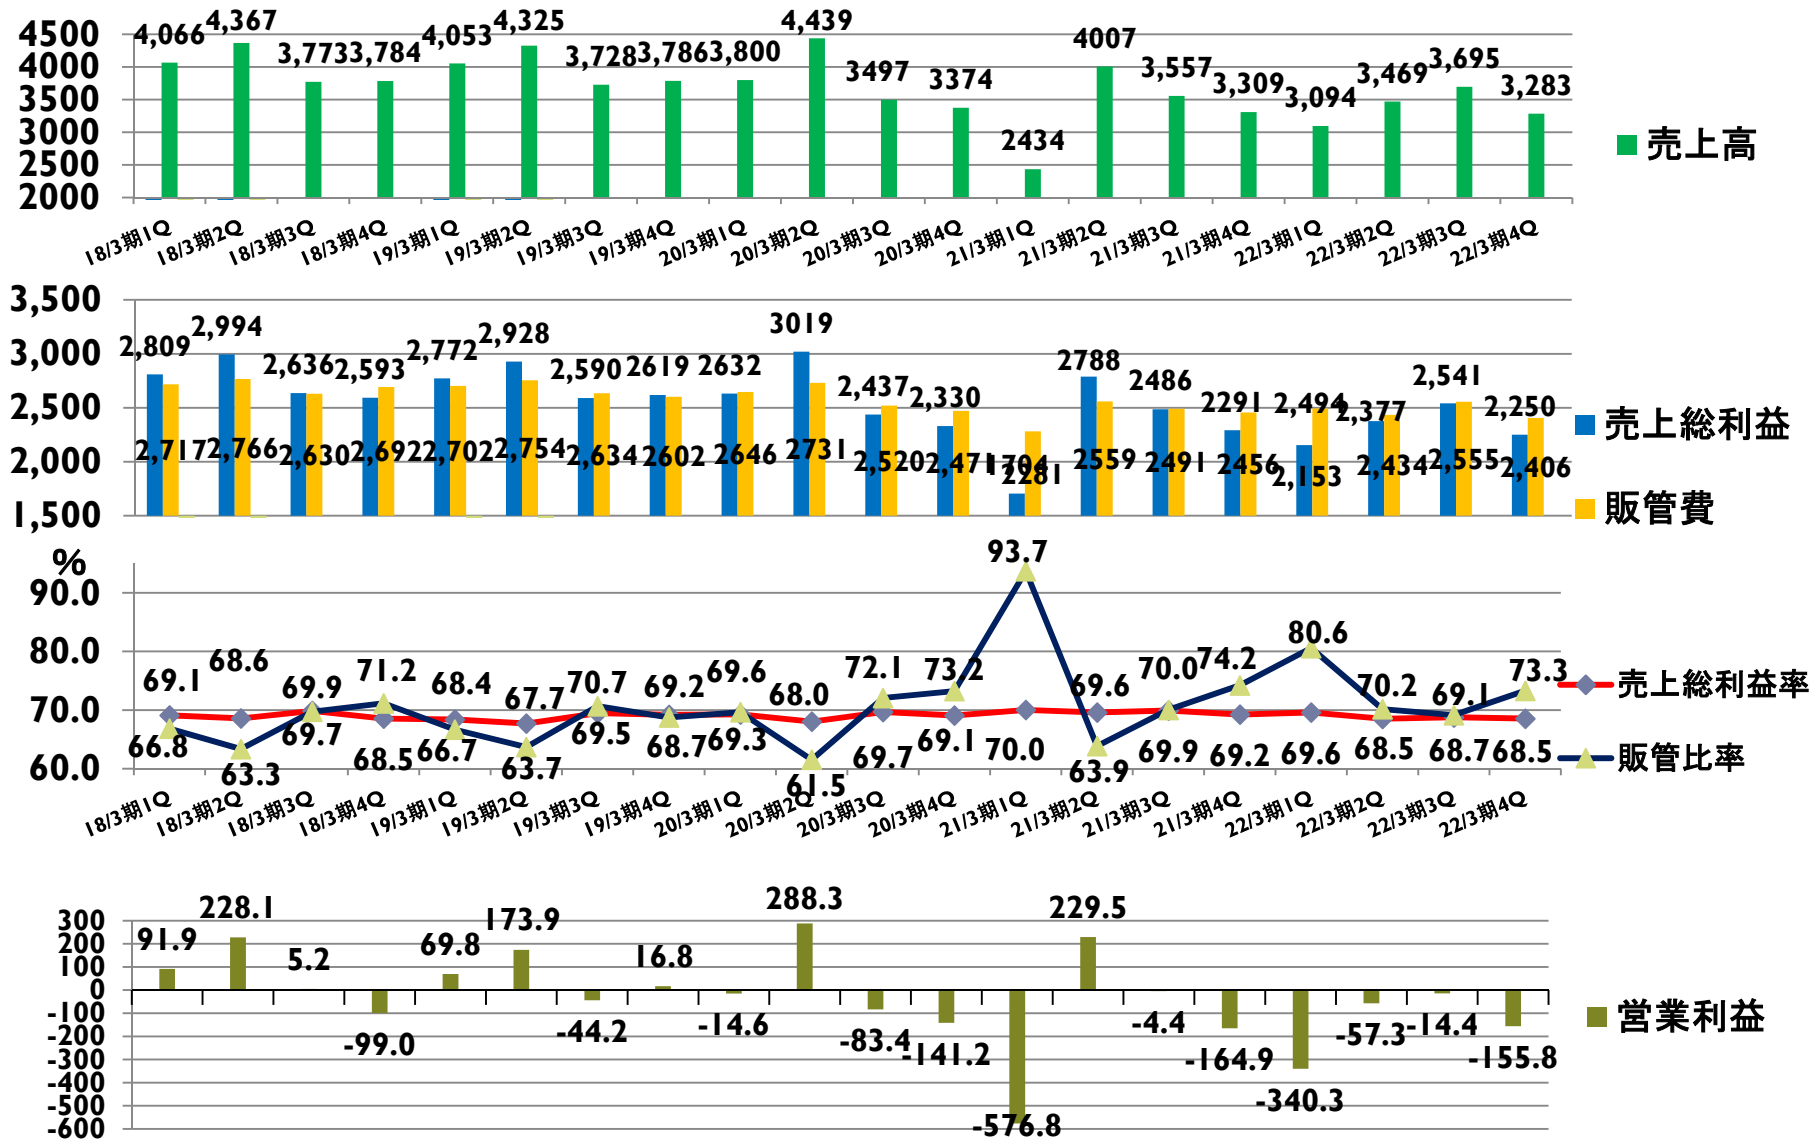 4,066 4,367 3,773 3,784 4,053 4,325 3,728 3,786 3,800 4,439 3497 3374 2434 4007 3,557 3,309 3,094 3,469 3,695 3,283
4500
4000
3500
3000
2500
2000
売上高
18/3期1Q 18/3期2Q 18/3期3Q 18/3期4Q 19/3期1Q 19/3期2Q 19/3期3Q 19/3期4Q 20/3期1Q 20/3期2Q 20/3期3Q 20/3期4Q 21/3期1Q 21/3期2Q 21/3期3Q 21/3期4Q 22/3期1Q 22/3期2Q 22/3期3Q 22/3期4Q
3,500
3,000
2,500
2,000
1,500
2,809 2,994 2,636 2,593 2,772 2,928 2,590 2619 2632 3019 2,437 2,330 1704 2788 2486 2291 2,494 2,377 2,541 2,250
2,717 2,766 2,630 2,692 2,702 2,754 2,634 2602 2646 2731 2,520 2,471 2281 2559 2491 2456 2,153 2,434 2,555 2,406
売上総利益
販管費
%
90.0
80.0
70.0
60.0
69.1 68.6 69.9 71.2 68.4 67.7 70.7 69.2 69.6 68.0 72.1 73.2 93.7 69.6 70.0 74.2 80.6 70.2 69.1 73.3
66.8 63.3 69.7 68.5 66.7 63.7 69.5 68.7 69.3 61.5 69.7 69.1 70.0 63.9 69.9 69.2 69.6 68.5 68.7 68.5
売上総利益率
販管比率
18/3期1Q 18/3期2Q 18/3期3Q 18/3期4Q 19/3期1Q 19/3期2Q 19/3期3Q 19/3期4Q 20/3期1Q 20/3期2Q 20/3期3Q 20/3期4Q 21/3期1Q 21/3期2Q 21/3期3Q 21/3期4Q 22/3期1Q 22/3期2Q 22/3期3Q 22/3期4Q
300
200
100
0
-100
-200
-300
-400
-500
-600
91.9 228.1 5.2 -99.0 69.8 173.9 -44.2 16.8 -14.6 288.3 -83.4 -141.2 -576.8 229.5 -4.4 -164.9 -340.3 -57.3 -14.4 -155.8
営業利益